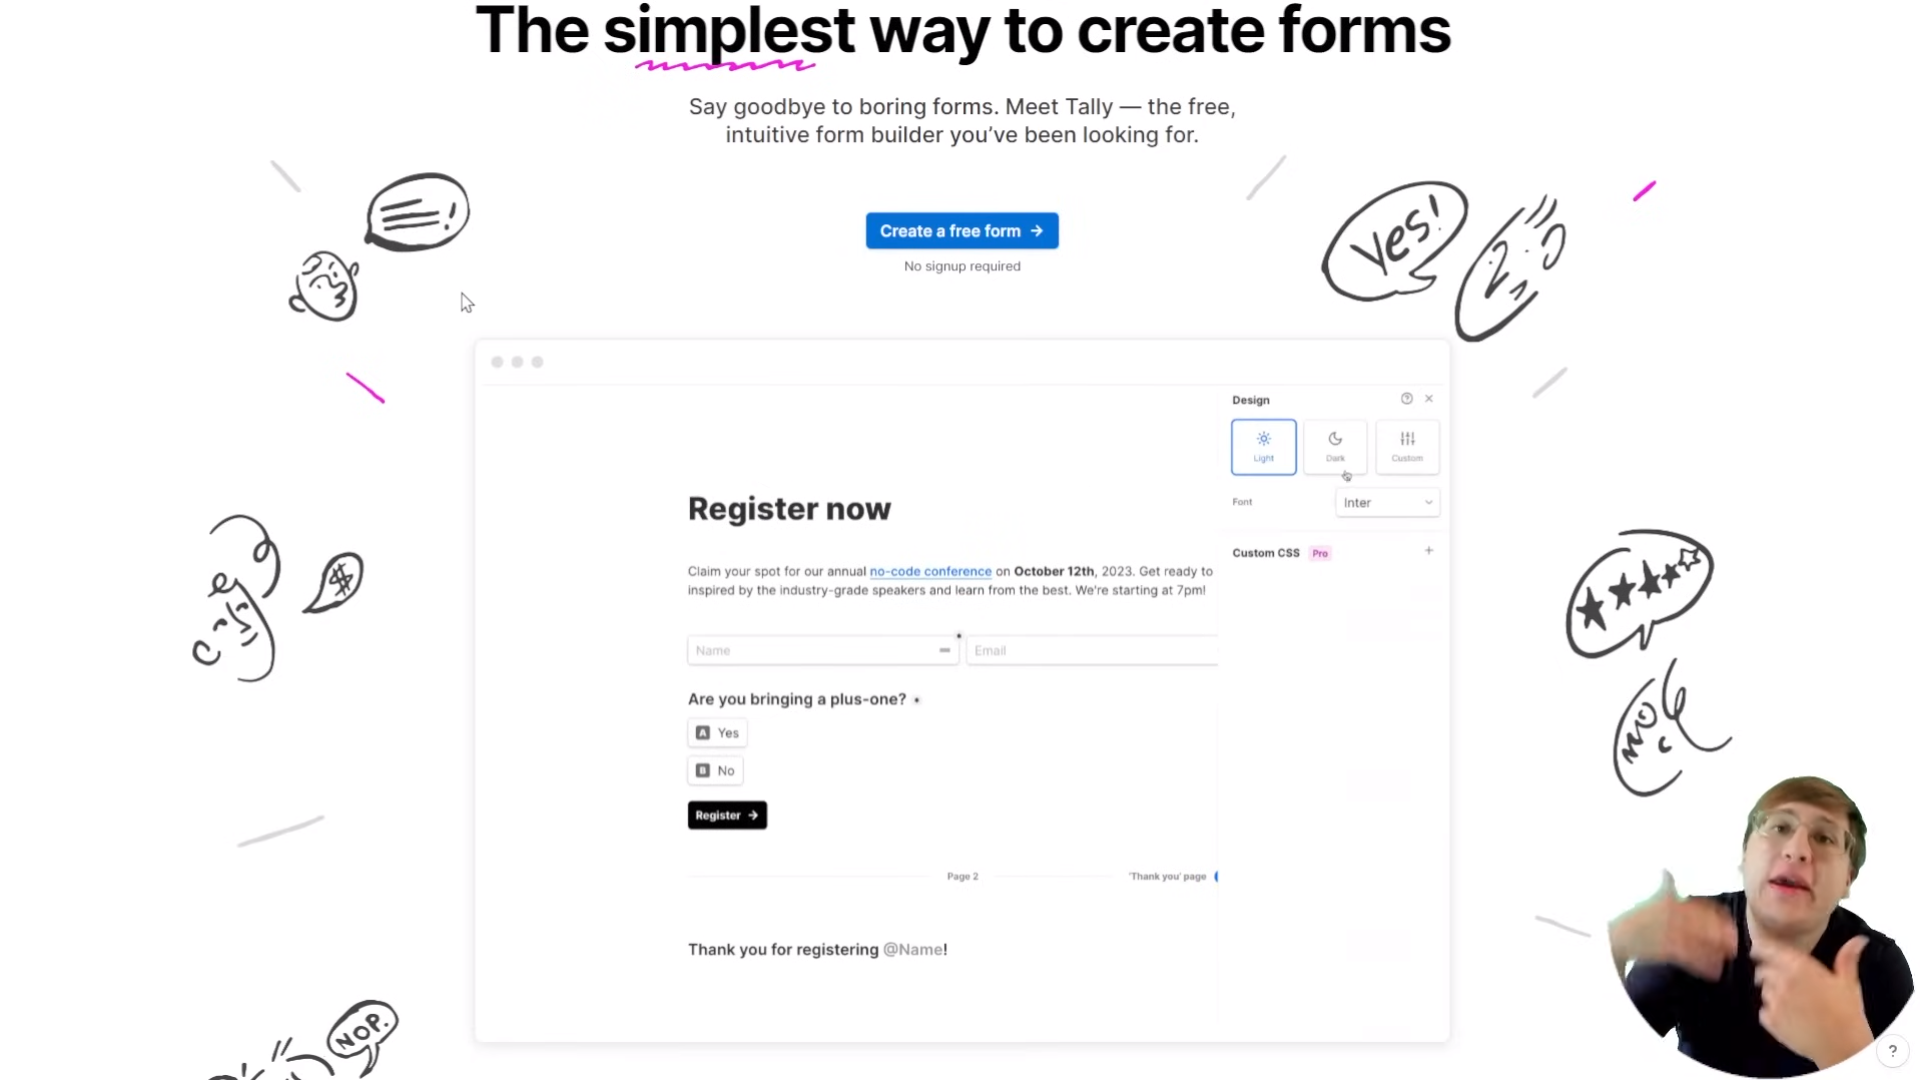 The simplest way to create forms
Say goodbye to boring forms. Meet Tally — the free,
intuitive form builder you’ve been looking for.
Create a free form →
No signup required
!
Yes!
Design
Light
Dark
Custom
Font
Inter
Custom CSS Pro
Register now
Claim your spot for our annual no-code conference on October 12th, 2023. Get ready to
inspired by the industry-grade speakers and learn from the best. We're starting at 7pm!
Name
Email
$
Are you bringing a plus-one?
A Yes
B No
Register →
Page 2
'Thank you' page
Thank you for registering @Name!
NOP.
?